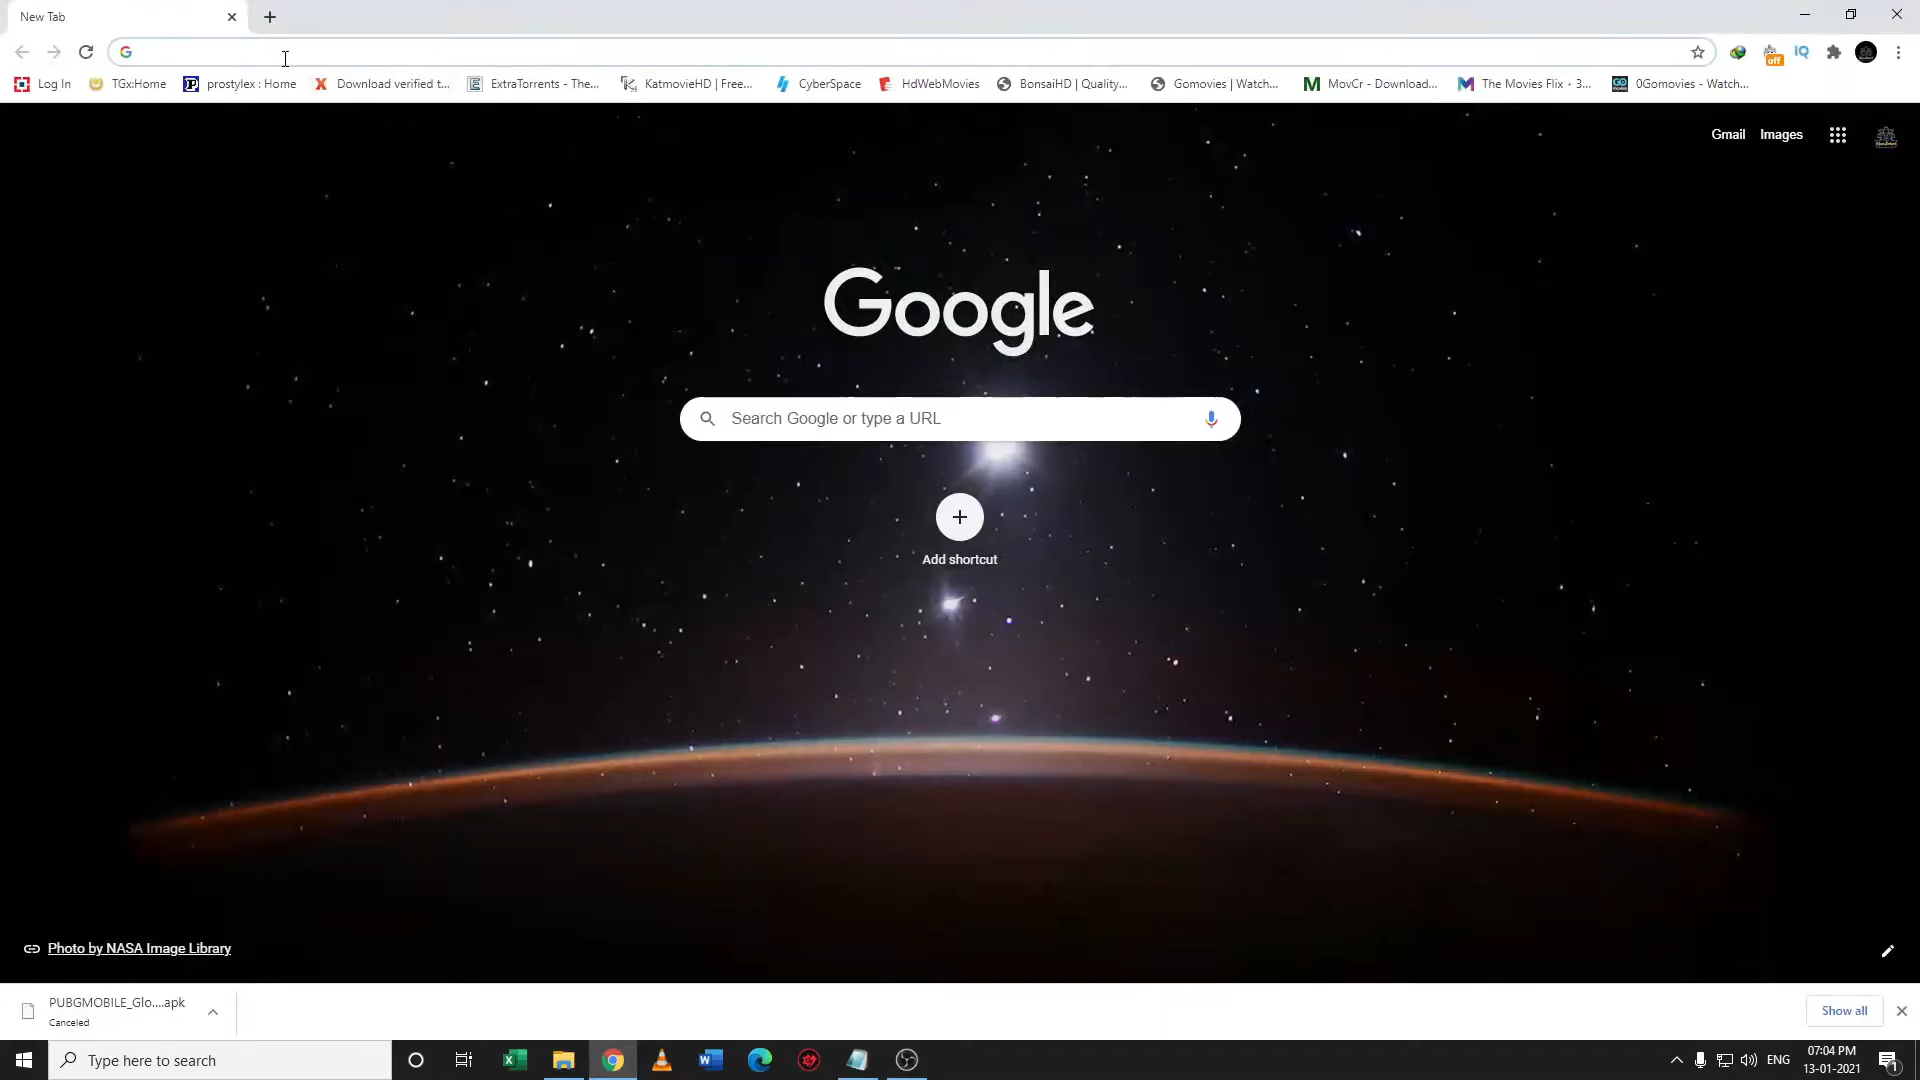 New Tab
Log In
TGx:Home
prostylex : Home
Download verified t...
ExtraTorrents - The...
KatmovieHD | Free...
CyberSpace
HdWebMovies
BonsaiHD | Quality...
Gomovies | Watch...
MovCr - Download...
The Movies Flix • 3...
0Gomovies - Watch...
off
IQ
Gmail
Images
Google
Search Google or type a URL
Add shortcut
Photo by NASA Image Library
PUBGMOBILE_Glo....apk
Canceled
Show all
Type here to search
ENG
07:04 PM
13-01-2021
1